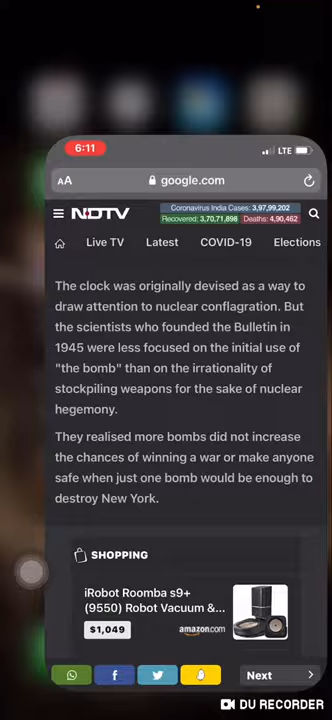 6:11
LTE
AA
google.com
NDTV
Coronavirus India Cases: 3,97,99,202
Recovered: 3,70,71,898 Deaths: 4,90,462
Live TV Latest COVID-19 Elections
The clock was originally devised as a way to
draw attention to nuclear conflagration. But
the scientists who founded the Bulletin in
1945 were less focused on the initial use of
"the bomb" than on the irrationality of
stockpiling weapons for the sake of nuclear
hegemony.
They realised more bombs did not increase
the chances of winning a war or make anyone
safe when just one bomb would be enough to
destroy New York.
SHOPPING
iRobot Roomba s9+
(9550) Robot Vacuum &...
$1,049
amazon.com
Next
DU RECORDER